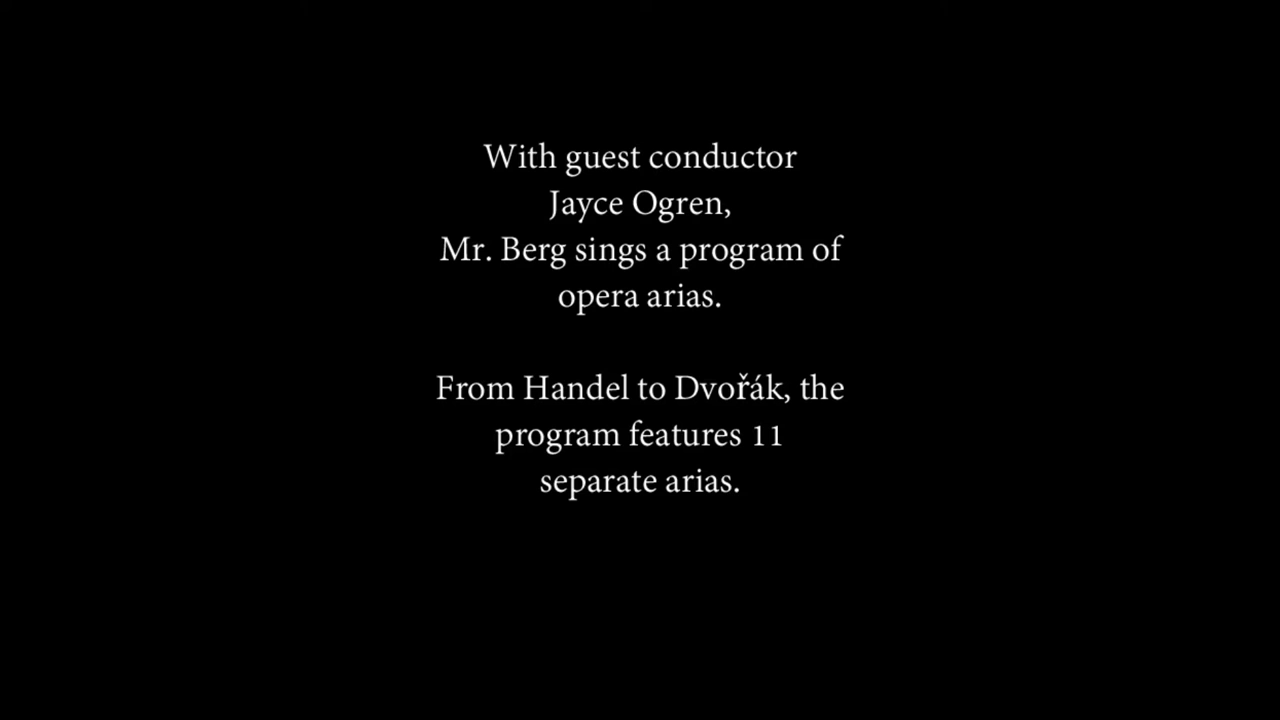 With guest conductor
Jayce Ogren,
Mr. Berg sings a program of
opera arias.
From Handel to Dvořák, the
program features 11
separate arias.